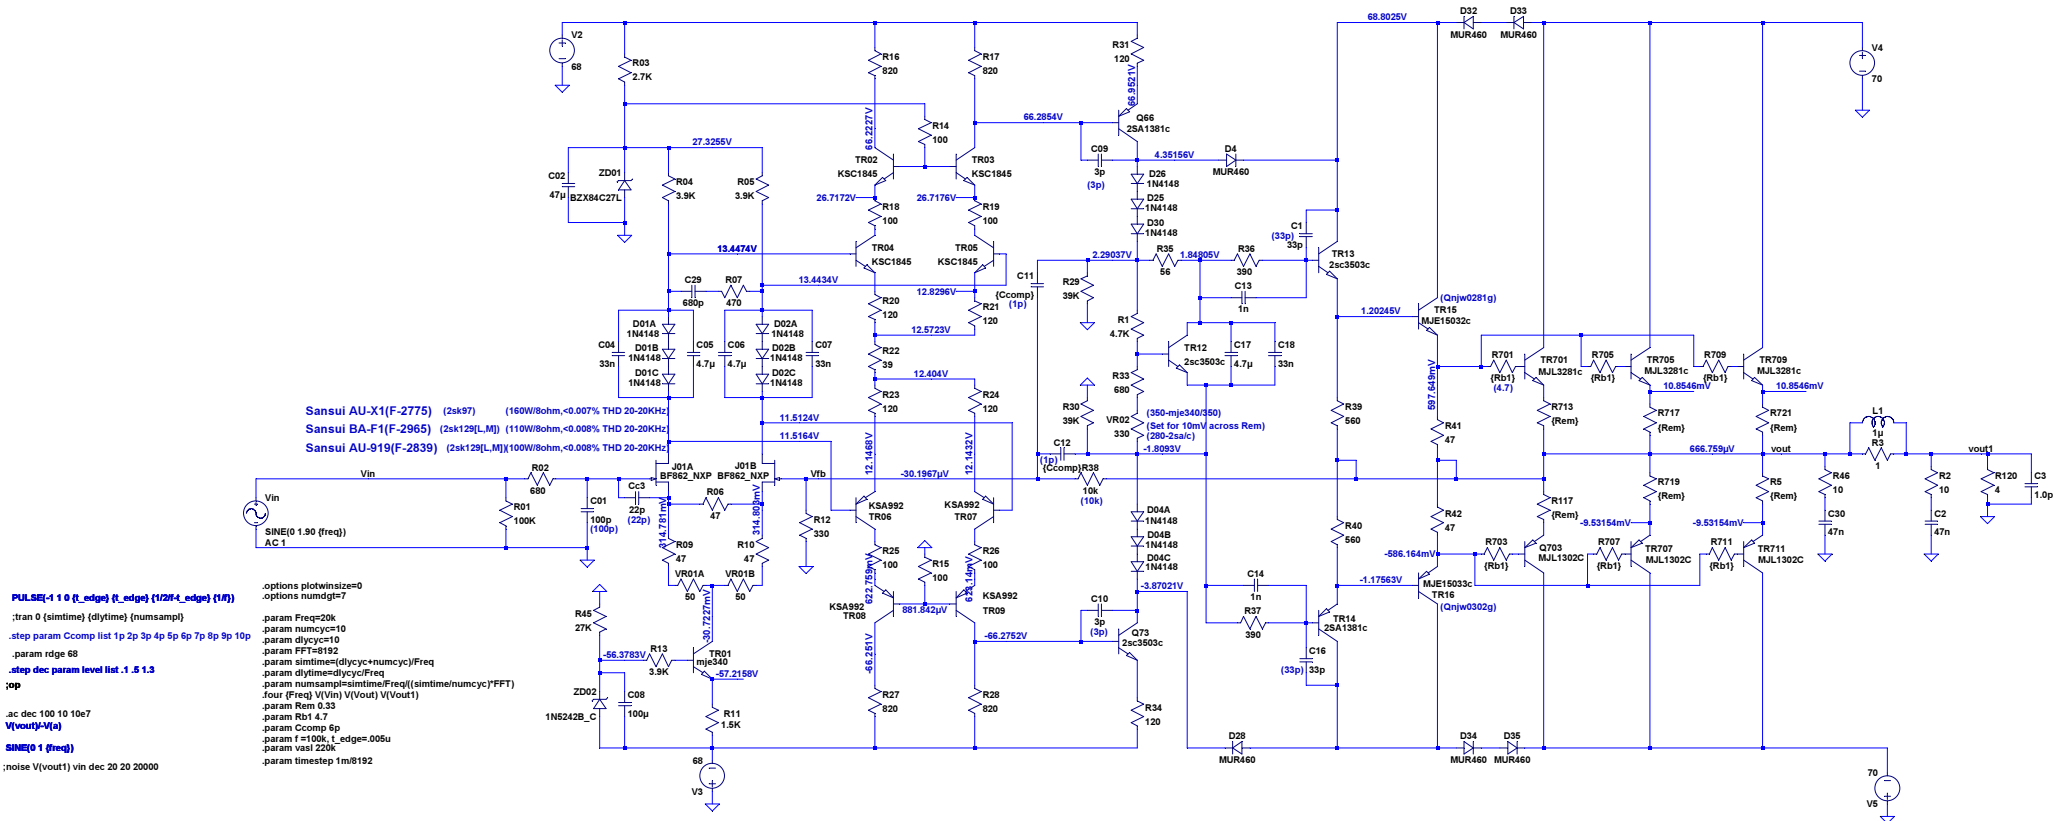 V2
68
R03
2.7K
R16
820
R17
820
R31
120
66.9521V
68.8025V
D32
MUR460
D33
MUR460
V4
70
66.2227V
R14
100
66.2854V
Q66
2SA1381c
27.3255V
TR02
KSC1845
TR03
KSC1845
C09
3p
(3p)
4.35156V
D4
MUR460
C02
47µ
ZD01
BZX84C27L
R04
3.9K
R05
3.9K
D26
1N4148
D25
1N4148
D30
1N4148
26.7172V
26.7176V
R18
100
R19
100
C1
(33p)
33p
13.4474V
TR04
KSC1845
TR05
KSC1845
2.29037V
R35
56
1.84805V
R36
390
TR13
2sc3503c
C29
680p
R07
470
13.4434V
12.8296V
C11
{Ccomp}
(1p)
R29
39K
C13
1n
R20
120
R21
120
(Qnjw0281g)
D01A
1N4148
D01B
1N4148
D01C
1N4148
D02A
1N4148
D02B
1N4148
D02C
1N4148
C04
33n
C05
4.7µ
C06
4.7µ
C07
33n
12.5723V
R1
4.7K
TR12
2sc3503c
C17
4.7µ
C18
33n
1.20245V
TR15
MJE15032c
R22
39
12.404V
R33
680
597.649mV
R701
{Rb1}
(4.7)
TR701
MJL3281c
R705
{Rb1}
TR705
MJL3281c
R709
{Rb1}
TR709
MJL3281c
10.8546mV
10.8546mV
R23
120
R24
120
R30
39K
VR02
330
(350-mje340/350)
(Set for 10mV across Rem)
(280-2sa/c)
R39
560
R41
47
R713
{Rem}
R717
{Rem}
R721
{Rem}
L1
1µ
R3
1
Sansui AU-X1(F-2775) (2sk97) (160W/8ohm,<0.007% THD 20-20KHz)
Sansui BA-F1(F-2965) (2sk129[L,M]) (110W/8ohm,<0.008% THD 20-20KHz)
Sansui AU-919(F-2839) (2sk129[L,M])(100W/8ohm,<0.008% THD 20-20KHz)
11.5124V
11.5164V
12.1468V
12.1432V
C12
(1p)
{Ccomp}
-1.8093V
666.759µV
vout
vout1
Vin
R02
680
J01A
BF862_NXP
J01B
BF862_NXP
Vfb
-30.1967µV
R38
10k
(10k)
Vin
SINE(0 1.90 {freq})
AC 1
R01
100K
C01
100p
(100p)
Cc3
22p
(22p)
R06
47
314.781mV
314.803mV
R12
330
KSA992
TR06
KSA992
TR07
D04A
1N4148
D04B
1N4148
D04C
1N4148
R40
560
R42
47
R117
{Rem}
R719
{Rem}
R5
{Rem}
R46
10
C30
47n
R2
10
C2
47n
R120
4
C3
1.0p
-9.53154mV
-9.53154mV
R09
47
R10
47
R25
100
R15
100
R26
100
-586.164mV
R703
{Rb1}
Q703
MJL1302C
R707
{Rb1}
TR707
MJL1302C
R711
{Rb1}
TR711
MJL1302C
VR01A
50
VR01B
50
KSA992
TR08
622.759mV
881.842µV
KSA992
TR09
-3.87021V
C14
1n
-1.17563V
MJE15033c
TR16
(Qnjw0302g)
PULSE(-1 1 0 {t_edge} {t_edge} {1/2/f-t_edge} {1/f})
;tran 0 {simtime} {dlytime} {numsampl}
.step param Ccomp list 1p 2p 3p 4p 5p 6p 7p 8p 9p 10p
.param rdge 68
.step dec param level list .1 .5 1.3
;op
.ac dec 100 10 10e7
V(vout)/-V(a)
SINE(0 1 {freq})
;noise V(vout1) vin dec 20 20 20000
.options plotwinsize=0
.options numdgt=7
.param Freq=20k
.param numcyc=10
.param dlycyc=10
.param FFT=8192
.param simtime=(dlycyc+numcyc)/Freq
.param dlytime=dlycyc/Freq
.param numsampl=simtime/Freq/((simtime/numcyc)*FFT)
.four {Freq} V(Vin) V(Vout) V(Vout1)
.param Rem 0.33
.param Rb1 4.7
.param Ccomp 6p
.param f =100k, t_edge=.005u
.param vasl 220k
.param timestep 1m/8192
R45
27K
-30.7227mV
-56.3783V
R13
3.9K
TR01
mje340
-57.2158V
-66.251V
-66.2752V
C10
3p
(3p)
Q73
2sc3503c
R37
390
TR14
2SA1381c
C16
33p
(33p)
ZD02
1N5242B_C
C08
100µ
R11
1.5K
R27
820
R28
820
R34
120
D28
MUR460
D34
MUR460
D35
MUR460
68
V3
70
V5